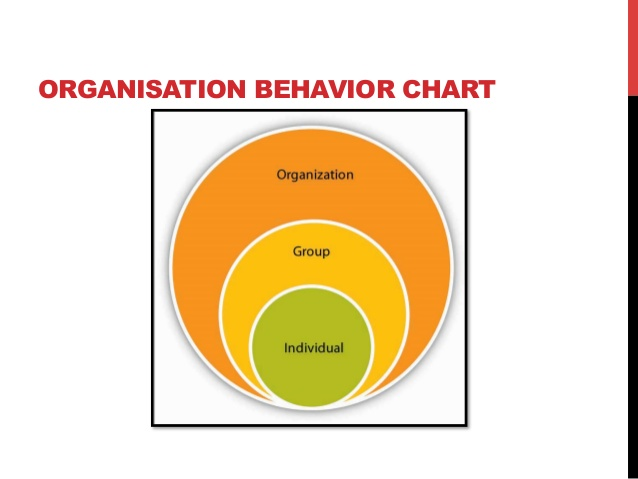 ORGANISATION BEHAVIOR CHART
Organization
Group
Individual